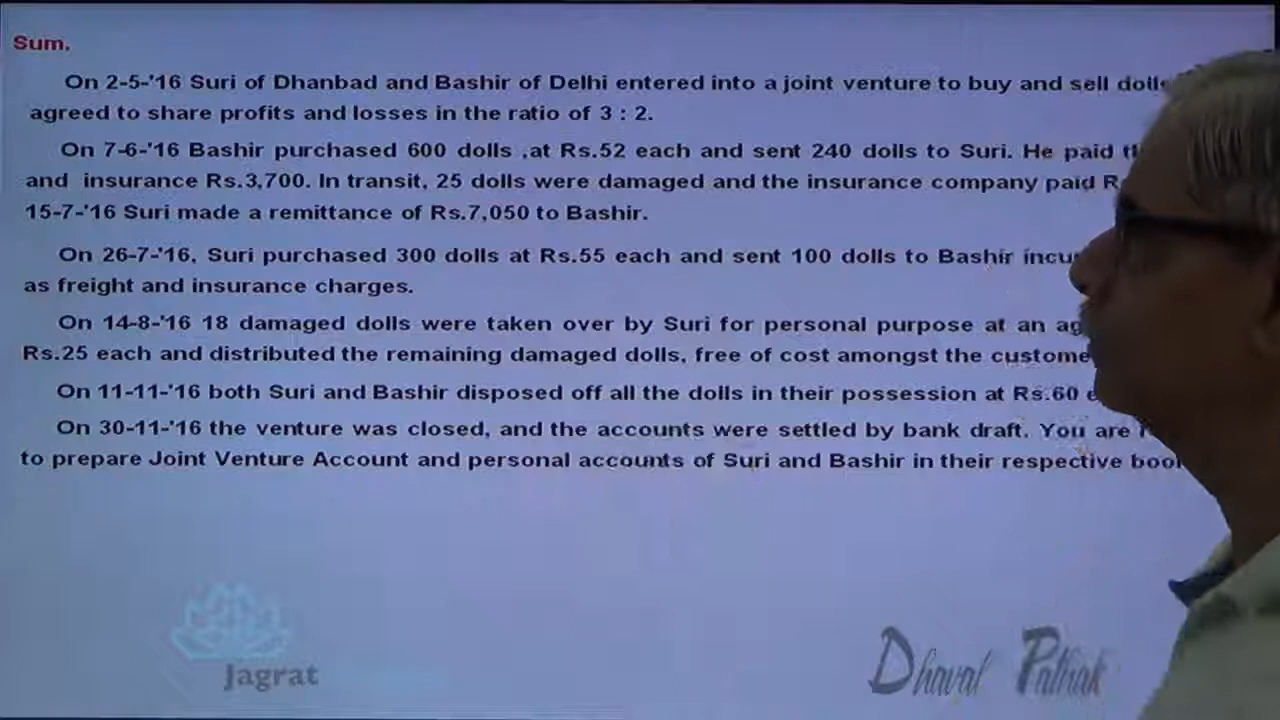 Sum.
On 2-5-'16 Suri of Dhanbad and Bashir of Delhi entered into a joint venture to buy and sell
agreed to share profits and losses in the ratio of 3 : 2.
On 7-6-'16 Bashir purchased 600 dolls ,at Rs.52 each and sent 240 dolls to Suri. He paid
and insurance Rs.3,700. In transit, 25 dolls were damaged and the insurance company paid
15-7-'16 Suri made a remittance of Rs.7,050 to Bashir.
On 26-7-'16, Suri purchased 300 dolls at Rs.55 each and sent 100 dolls to Bashir
as freight and insurance charges.
On 14-8-'16 18 damaged dolls were taken over by Suri for personal purpose at an
Rs.25 each and distributed the remaining damaged dolls, free of cost amongst the
On 11-11-'16 both Suri and Bashir disposed off all the dolls in their possession at Rs.60
On 30-11-'16 the venture was closed, and the accounts were settled by bank draft. You are
to prepare Joint Venture Account and personal accounts of Suri and Bashir in their respective
Jagrat
Dhaval Pathak